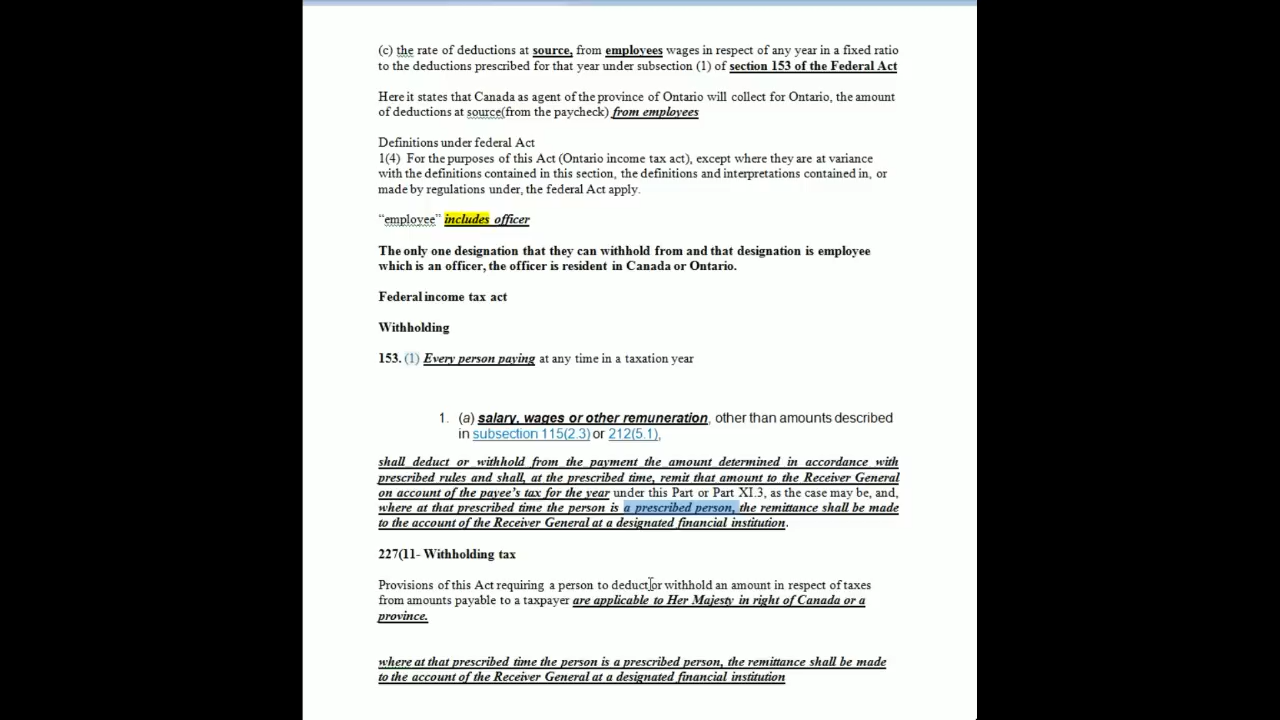 (c) the rate of deductions at source, from employees wages in respect of any year in a fixed ratio
to the deductions prescribed for that year under subsection (1) of section 153 of the Federal Act
Here it states that Canada as agent of the province of Ontario will collect for Ontario, the amount
of deductions at source(from the paycheck) from employees
Definitions under federal Act
1(4) For the purposes of this Act (Ontario income tax act), except where they are at variance
with the definitions contained in this section, the definitions and interpretations contained in, or
made by regulations under, the federal Act apply.
“employee” includes officer
The only one designation that they can withhold from and that designation is employee
which is an officer, the officer is resident in Canada or Ontario.
Federal income tax act
Withholding
153. (1) Every person paying at any time in a taxation year
1. (a) salary, wages or other remuneration, other than amounts described
in subsection 115(2.3) or 212(5.1),
shall deduct or withhold from the payment the amount determined in accordance with
prescribed rules and shall, at the prescribed time, remit that amount to the Receiver General
on account of the payee's tax for the year under this Part or Part XI.3, as the case may be, and,
where at that prescribed time the person is a prescribed person, the remittance shall be made
to the account of the Receiver General at a designated financial institution.
227(11- Withholding tax
Provisions of this Act requiring a person to deduct or withhold an amount in respect of taxes
from amounts payable to a taxpayer are applicable to Her Majesty in right of Canada or a
province.
where at that prescribed time the person is a prescribed person, the remittance shall be made
to the account of the Receiver General at a designated financial institution